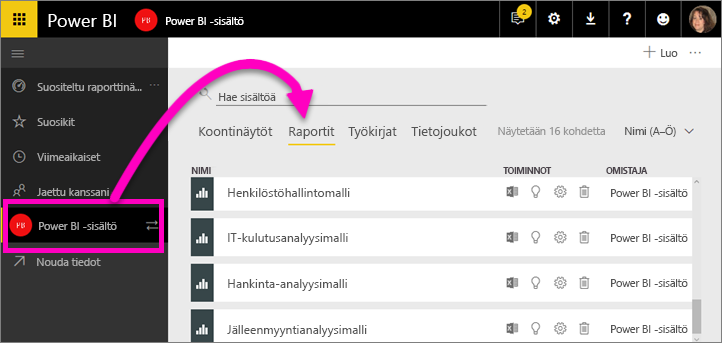 Power BI
PB
Power BI -sisältö
2
?
Luo
Suositeltu raporttinä...
Suosikit
Viimeaikaiset
Jaettu kanssani
PB
Power BI -sisältö
Nouda tiedot
Hae sisältöä
Koontinäytöt
Raportit
Työkirjat
Tietojoukot
Näytetään 16 kohdetta
Nimi (A–Ö)
NIMI
TOIMINNOT
OMISTAJA
Henkilöstöhallintomalli
Power BI -sisältö
IT-kulutusanalyysimalli
Power BI -sisältö
Hankinta-analyysimalli
Power BI -sisältö
Jälleenmyyntianalyysimalli
Power BI -sisältö